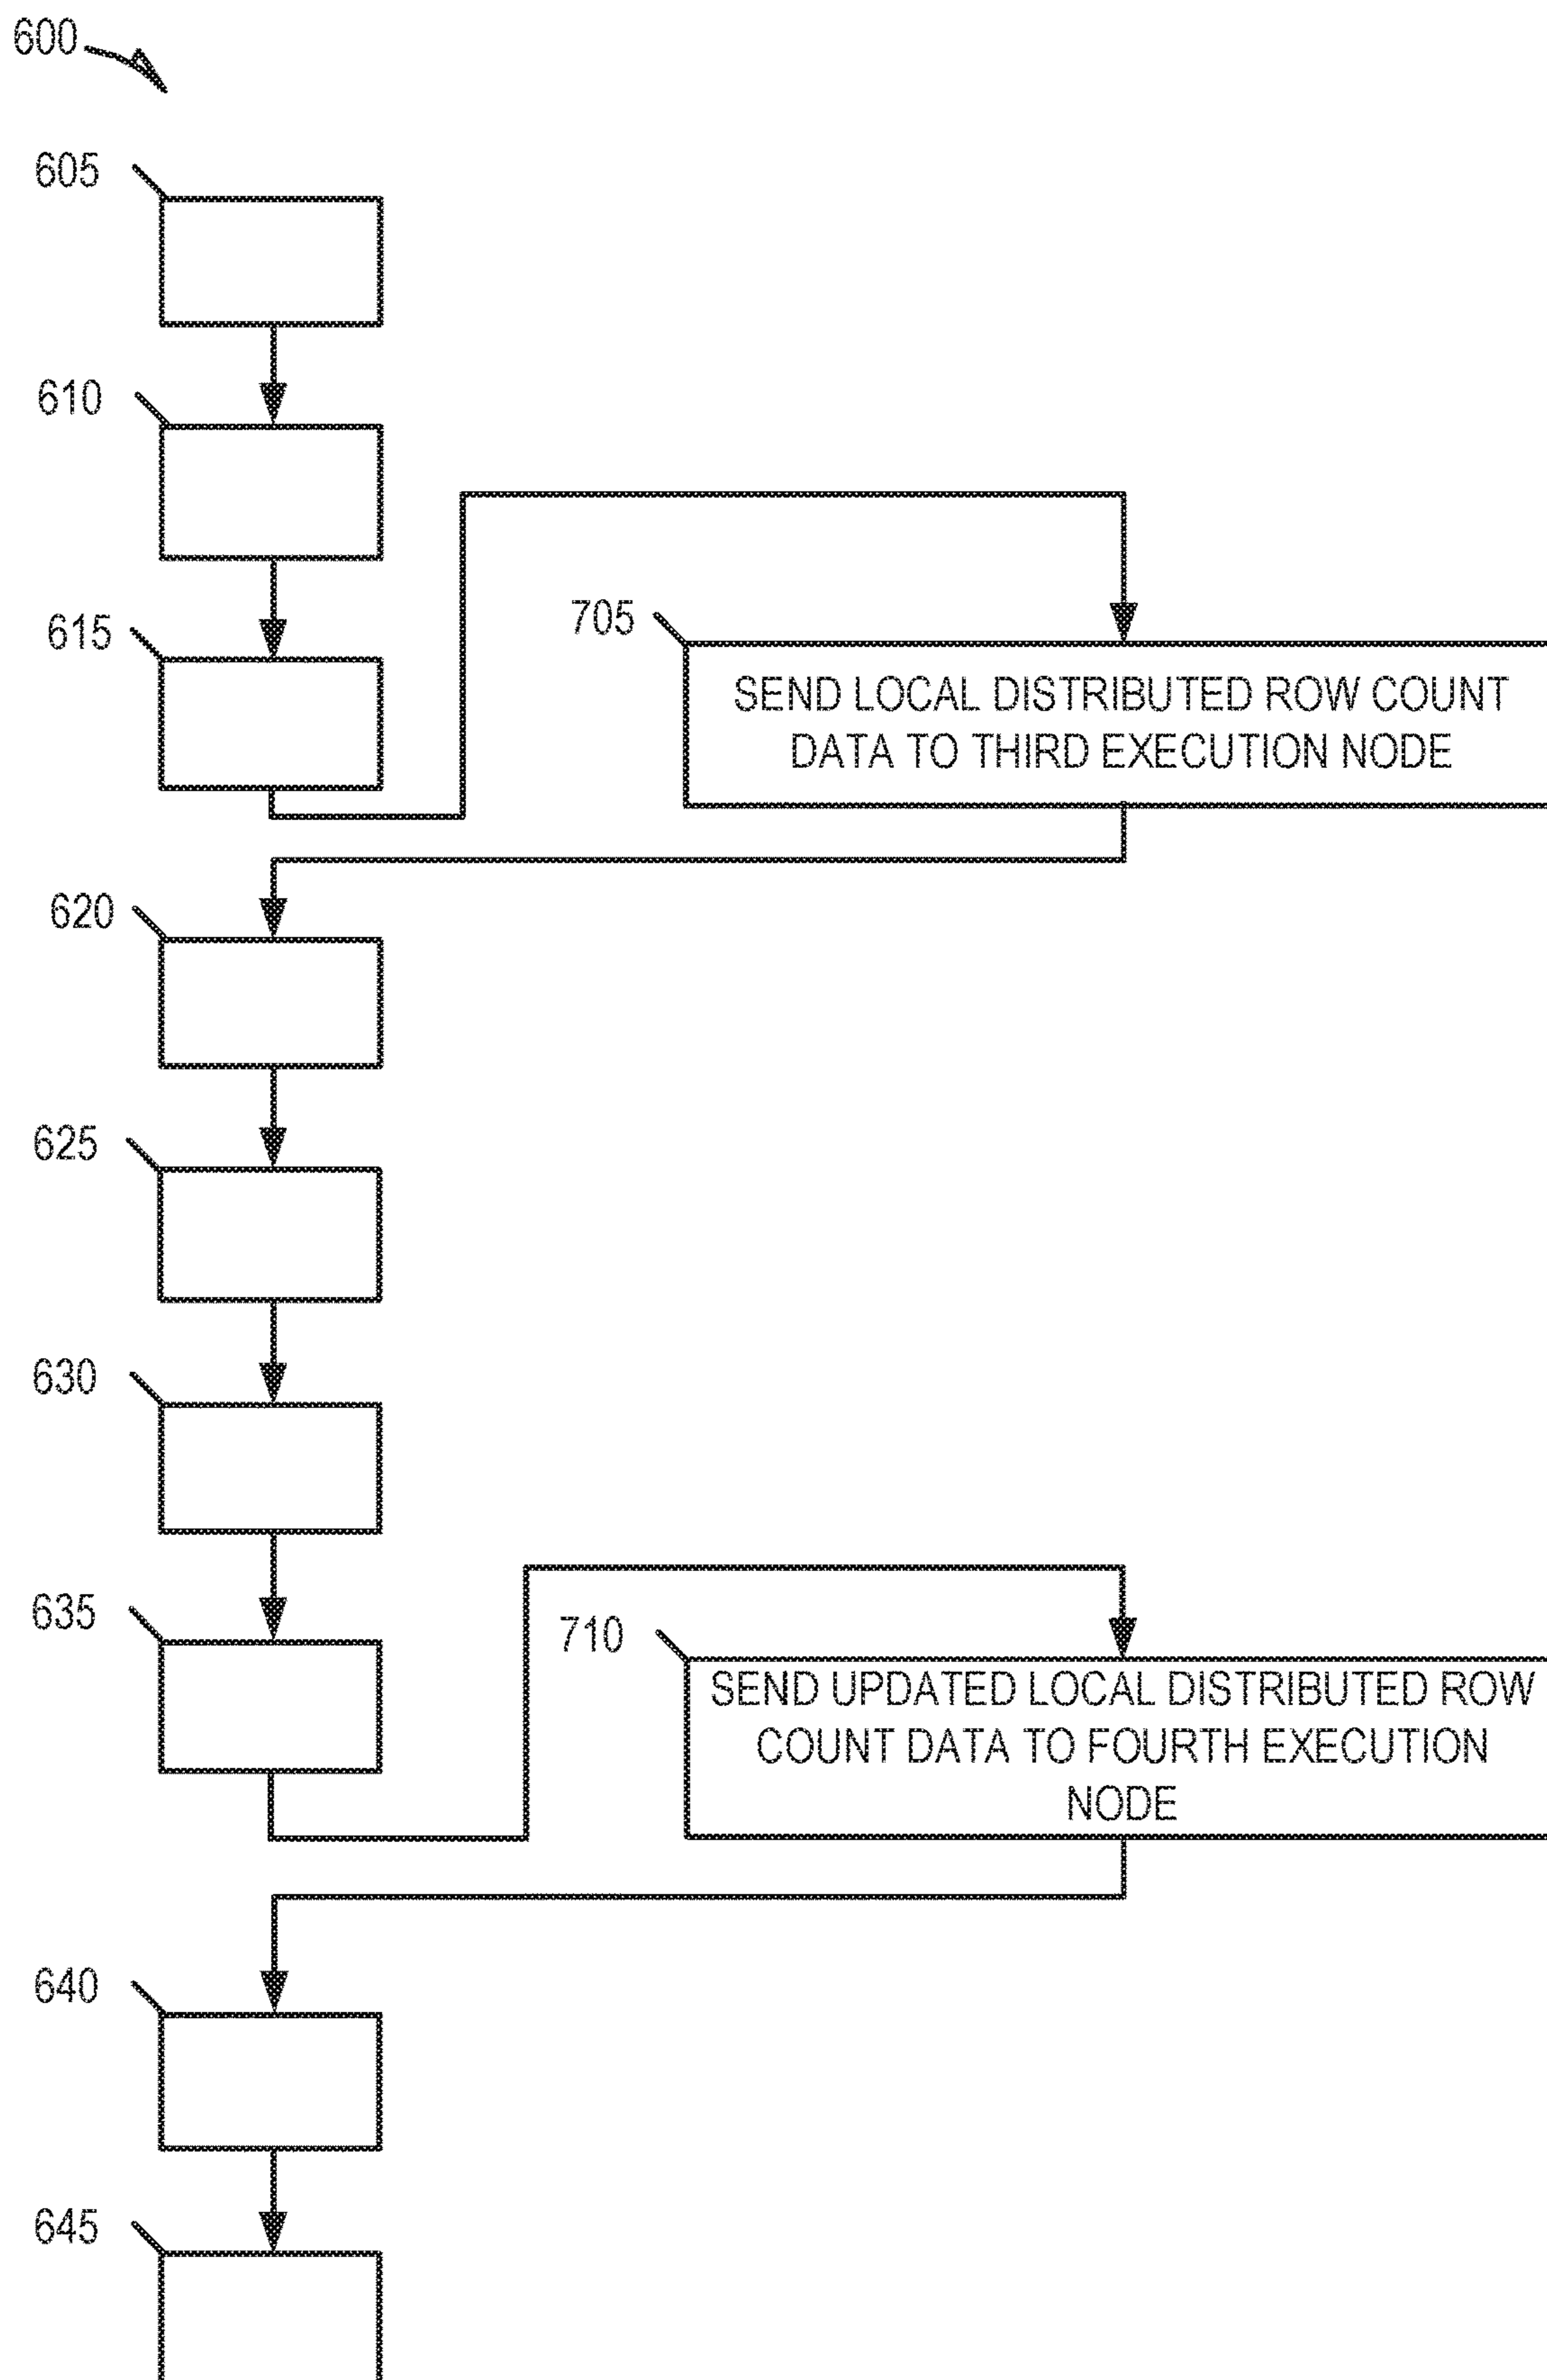 600
605
610
615
705
SEND LOCAL DISTRIBUTED ROW COUNT
DATA TO THIRD EXECUTION NODE
620
625
630
635
710
SEND UPDATED LOCAL DISTRIBUTED ROW
COUNT DATA TO FOURTH EXECUTION
NODE
640
645